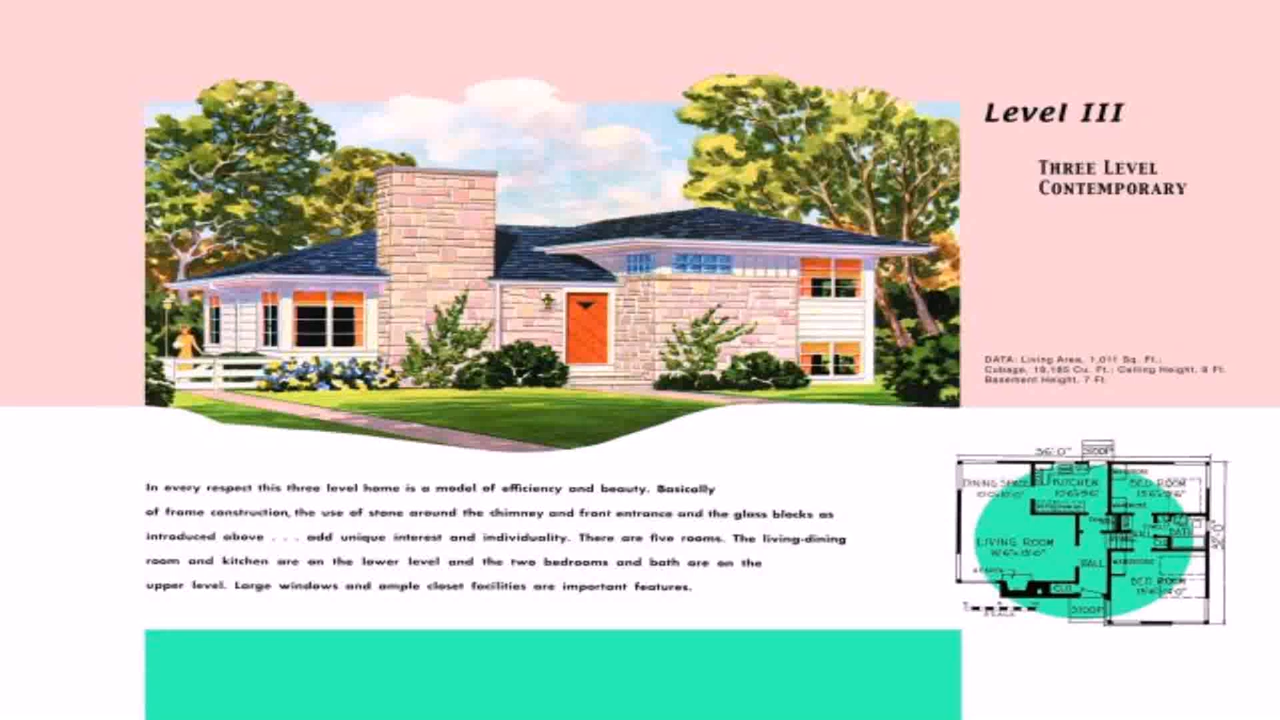 Level III
Three Level
Contemporary
DATA: Living Area, 1,011 Sq. Ft.;
Cubage, 19,185 Cu. Ft.; Ceiling Height, 8 Ft.
Basement Height, 7 Ft.
In every respect this three level home is a model of efficiency and beauty. Basically
of frame construction, the use of stone around the chimney and front entrance and the glass blocks as
introduced above . . . add unique interest and individuality. There are five rooms. The living-dining
room and kitchen are on the lower level and the two bedrooms and bath are on the
upper level. Large windows and ample closet facilities are important features.
36'0"
STOOP
DINING SPACE
KITCHEN
BED ROOM
LIVING ROOM
HALL
BATH
BED ROOM
STOOP